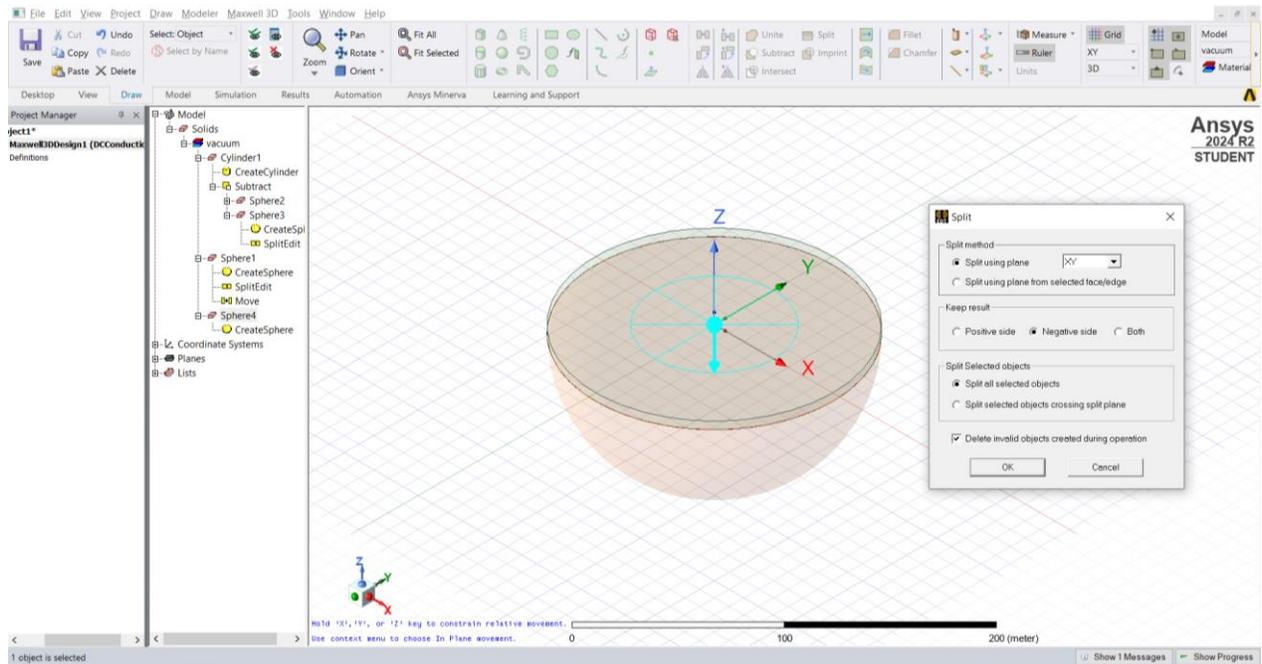 File Edit View Project Draw Modeler Maxwell 3D Tools Window Help
Save
Cut
Copy
Paste
Undo
Redo
Delete
Select: Object
Select by Name
Zoom
Pan
Rotate
Orient
Fit All
Fit Selected
Unite
Subtract
Intersect
Split
Imprint
Fillet
Chamfer
Measure
Ruler
Units
Grid
XY
3D
Model
vacuum
Material
Desktop View Draw Model Simulation Results Automation Ansys Minerva Learning and Support
Project Manager
ject1*
Maxwell3DDesign1 (DCConductic
Definitions
Model
Solids
vacuum
Cylinder1
CreateCylinder
Subtract
Sphere2
Sphere3
CreateSpl
SplitEdit
Sphere1
CreateSphere
SplitEdit
Move
Sphere4
CreateSphere
Coordinate Systems
Planes
Lists
Z
Y
X
Ansys
2024 R2
STUDENT
Split
Split method
Split using plane XY
Split using plane from selected face/edge
Keep result
Positive side Negative side Both
Split Selected objects
Split all selected objects
Split selected objects crossing split plane
Delete invalid objects created during operation
OK Cancel
Z
Y
X
Hold 'X','Y', or 'Z' key to constrain relative movement.
Use context menu to choose In Plane movement.
0 100 200 (meter)
1 object is selected
Show 1 Messages Show Progress